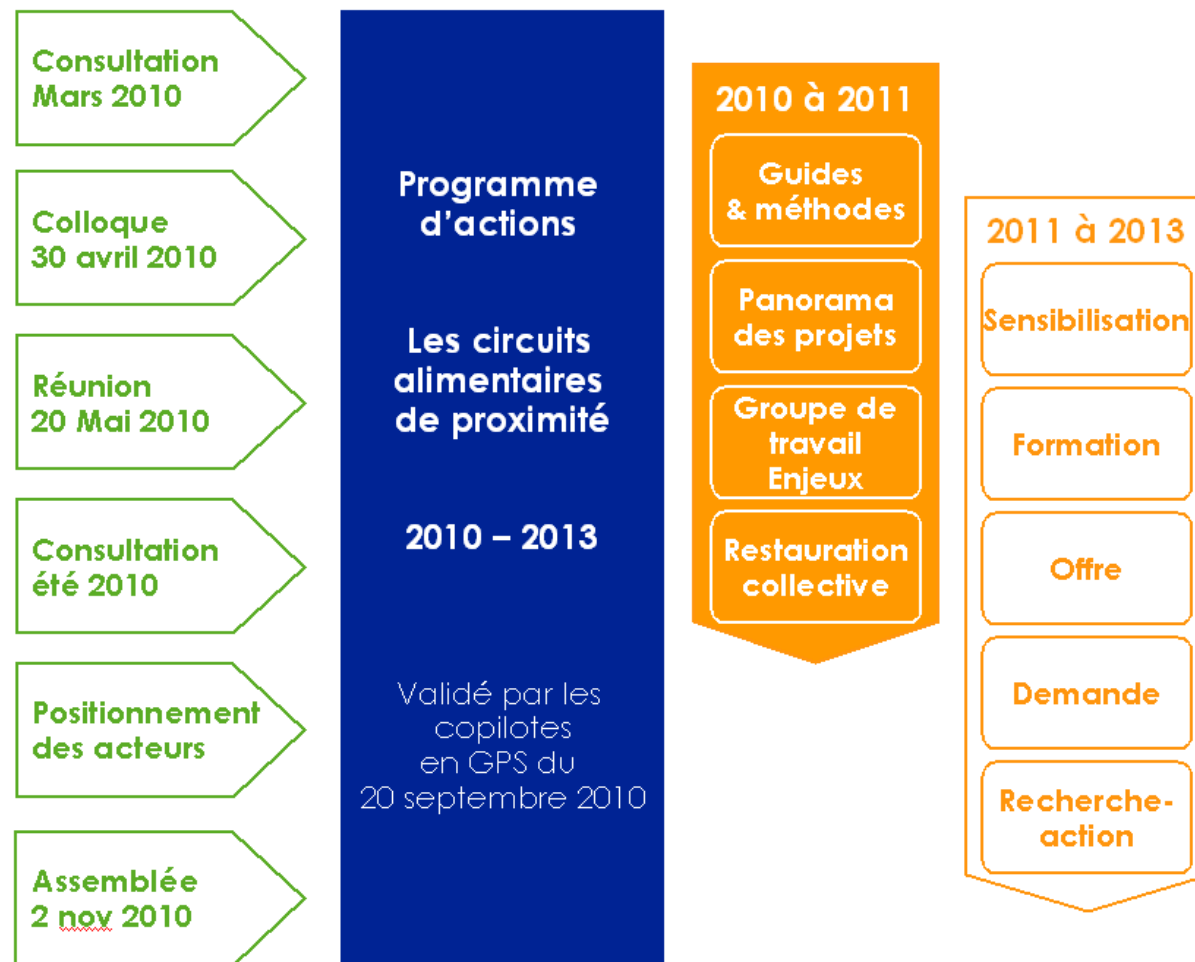 Consultation
Mars 2010
Colloque
30 avril 2010
Réunion
20 Mai 2010
Consultation
été 2010
Positionnement
des acteurs
Assemblée
2 nov 2010
Programme
d’actions
Les circuits
alimentaires
de proximité
2010 – 2013
Validé par les
copilotes
en GPS du
20 septembre 2010
2010 à 2011
Guides
& méthodes
Panorama
des projets
Groupe de
travail
Enjeux
Restauration
collective
2011 à 2013
Sensibilisation
Formation
Offre
Demande
Recherche-
action